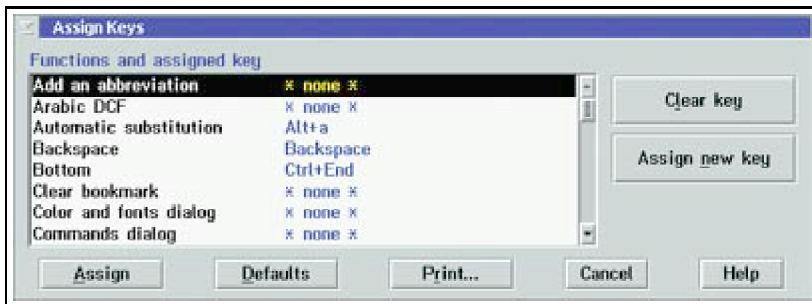 Assign Keys
Functions and assigned key
Add an abbreviation * none *
Arabic DCF * none *
Automatic substitution Alt+a
Backspace Backspace
Bottom Ctrl+End
Clear bookmark * none *
Color and fonts dialog * none *
Commands dialog * none *
Clear key
Assign new key
Assign Defaults Print... Cancel Help